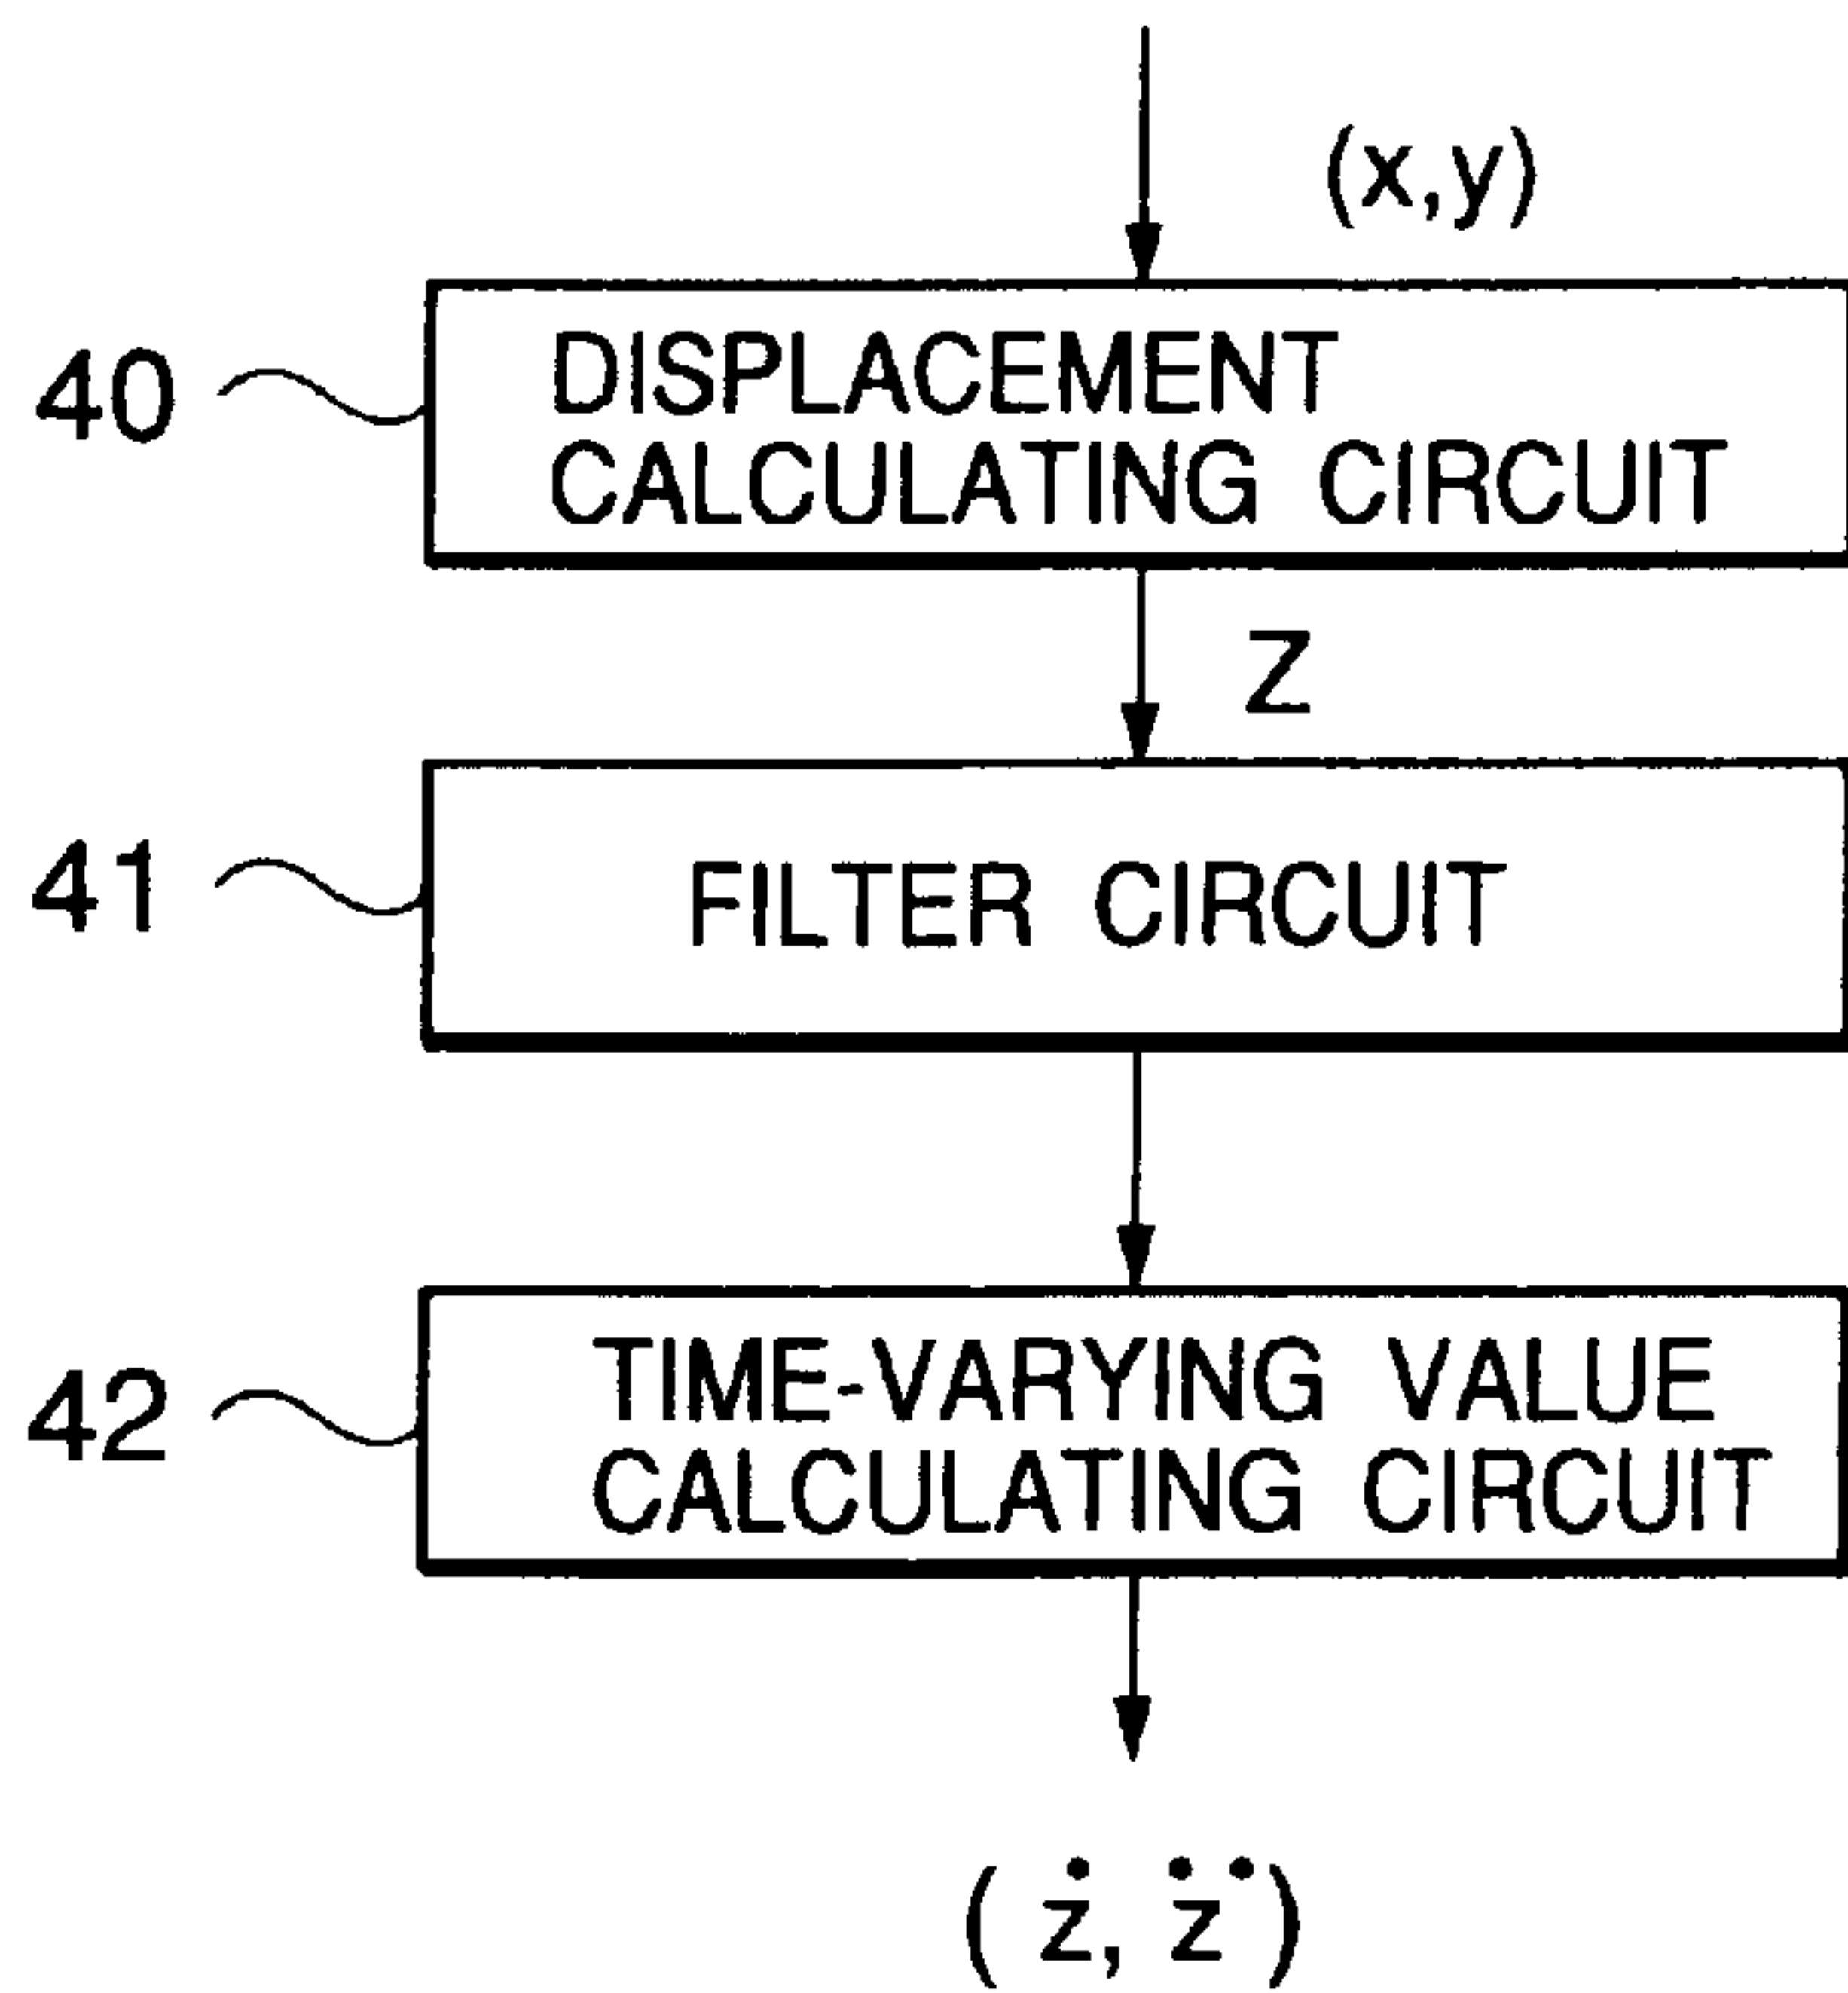 (x,y)
40
DISPLACEMENT
CALCULATING CIRCUIT
Z
41
FILTER CIRCUIT
42
TIME-VARYING VALUE
CALCULATING CIRCUIT
(ż, z̈)